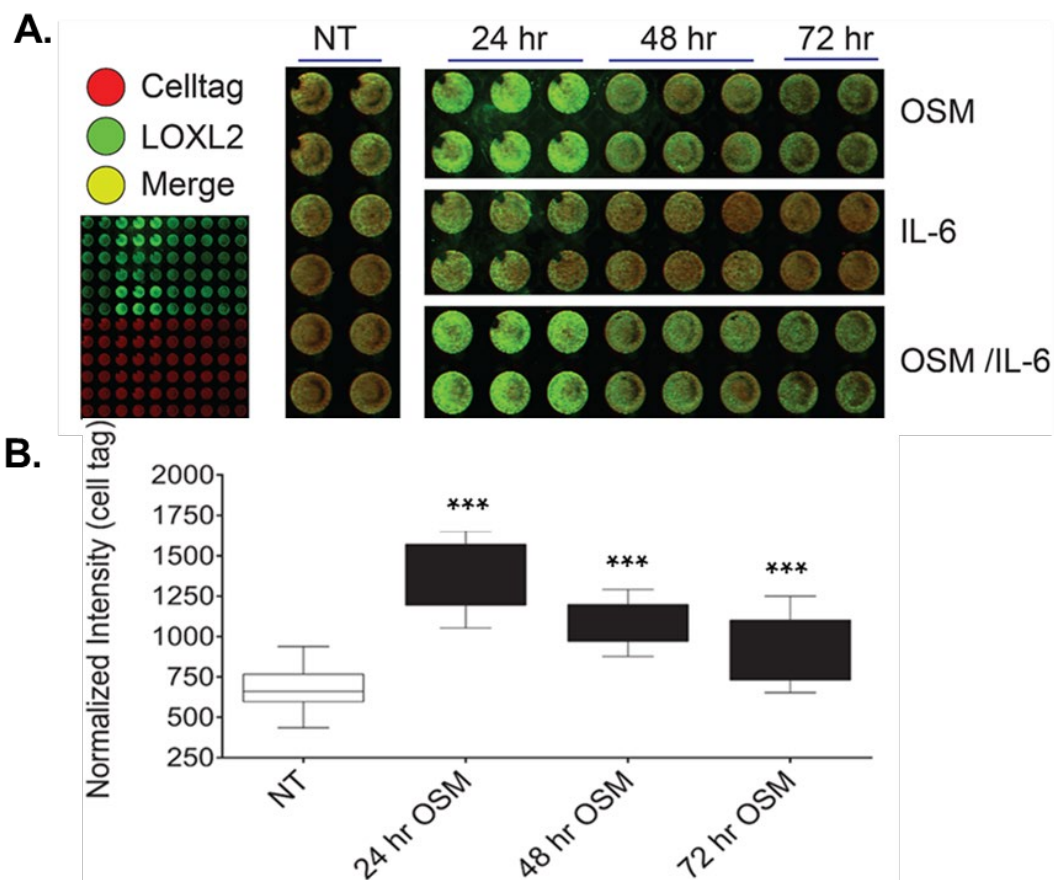 A.
NT 24 hr 48 hr 72 hr
Celltag
LOXL2
Merge
OSM
IL-6
OSM /IL-6
B.
Normalized Intensity (cell tag)
2000
1750
1500
1250
1000
750
500
250
***
***
***
NT
24 hr OSM
48 hr OSM
72 hr OSM